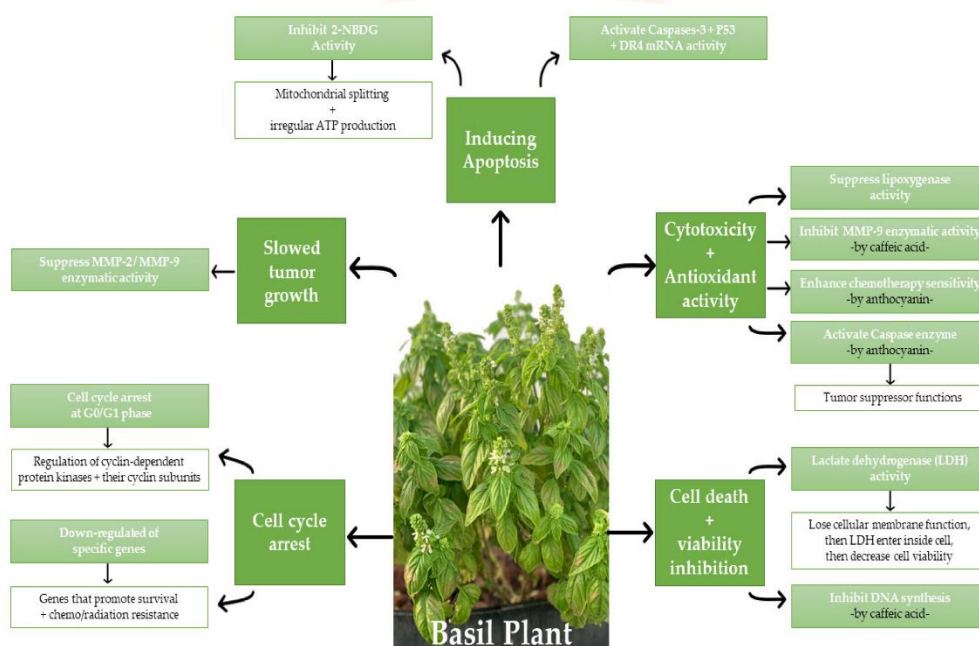 Inhibit 2-NBDG
Activity
Mitochondrial splitting
+
irregular ATP production
Activate Caspases-3+ P53
+ DR4 mRNA activity
Inducing
Apoptosis
Slowed
tumor
growth
Suppress MMP-2/ MMP-9
enzymatic activity
Cytotoxicity
+
Antioxidant
activity
Suppress lipoxygenase
activity
Inhibit MMP-9 enzymatic activity
-by caffeic acid-
Enhance chemotherapy sensitivity
-by anthocyanin-
Activate Caspase enzyme
-by anthocyanin-
Tumor suppressor functions
Cell cycle arrest
at G0/G1 phase
Regulation of cyclin-dependent
protein kinases + their cyclin subunits
Down-regulated of
specific genes
Genes that promote survival
+ chemo/radiation resistance
Cell cycle
arrest
Cell death
+
viability
inhibition
Lactate dehydrogenase (LDH)
activity
Lose cellular membrane function,
then LDH enter inside cell,
then decrease cell viability
Inhibit DNA synthesis
-by caffeic acid-
Basil Plant